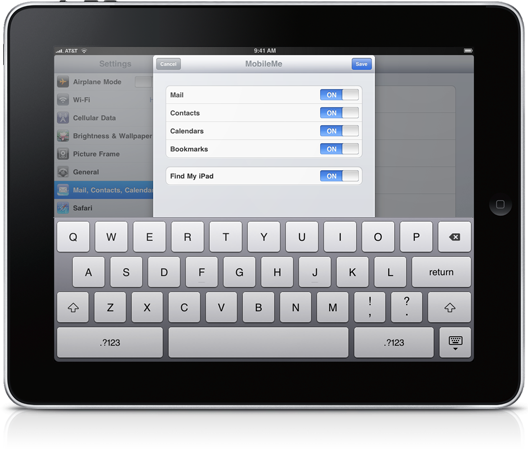 AT&T 9:41 AM
Settings
Cancel MobileMe Save
Airplane Mode
Wi-Fi
Cellular Data
Brightness & Wallpaper
Picture Frame
General
Mail, Contacts, Calendar
Safari
Mail ON
Contacts ON
Calendars ON
Bookmarks ON
Find My iPad ON
Q W E R T Y U I O P
A S D F G H J K L return
Z X C V B N M ! , ? .
.?123 .?123